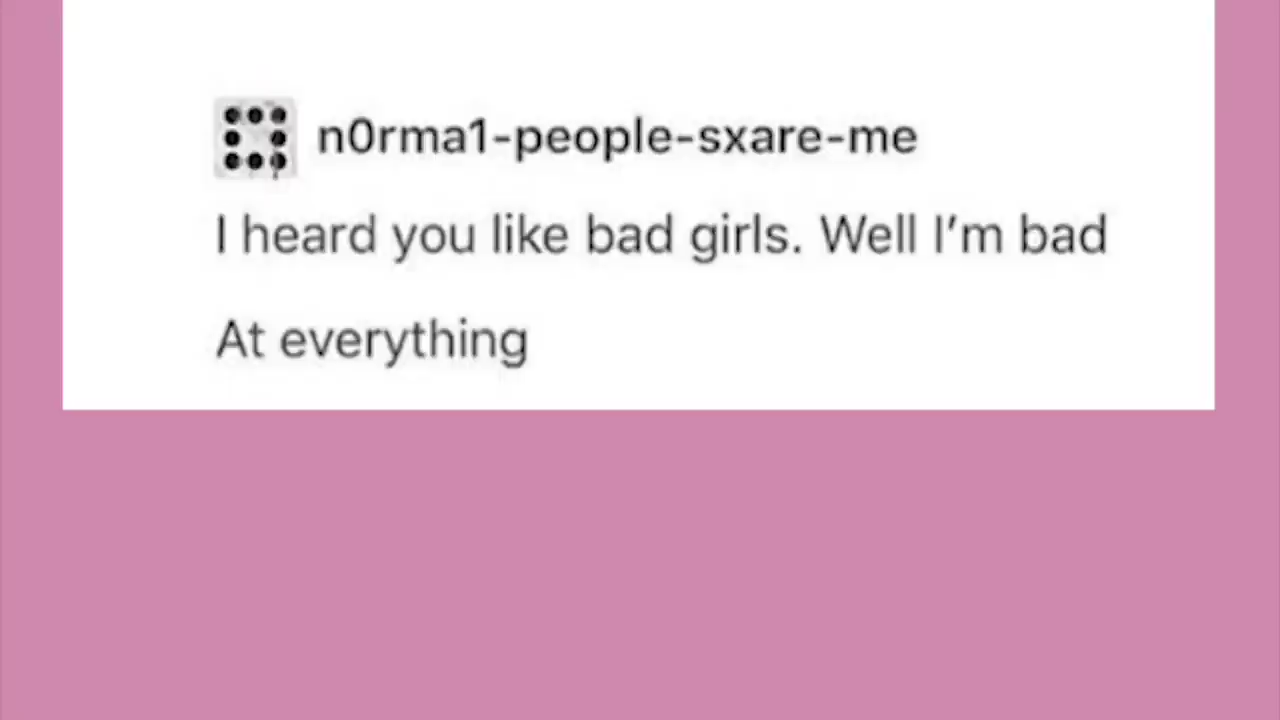 n0rma1-people-sxare-me
I heard you like bad girls. Well I’m bad
At everything